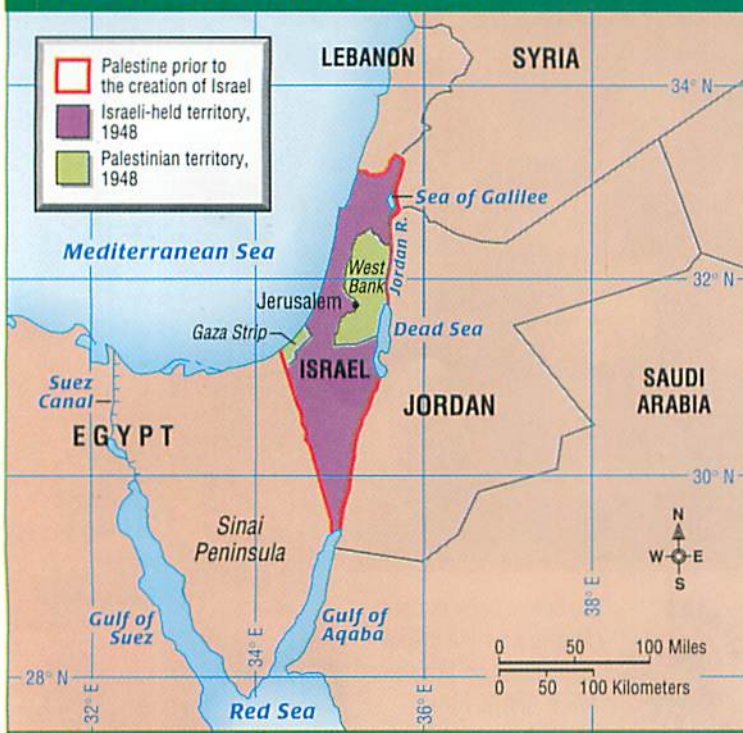 Palestine prior to
the creation of Israel
Israeli-held territory,
1948
Palestinian territory,
1948
LEBANON
SYRIA
34° N
Sea of Galilee
Mediterranean Sea
Jordan R.
West
Bank
32° N
Jerusalem
Gaza Strip
Dead Sea
ISRAEL
Suez
Canal
JORDAN
SAUDI
ARABIA
EGYPT
30° N
Sinai
Peninsula
N
W E
S
Gulf of
Suez
Gulf of
Aqaba
34° E
38° E
0 50 100 Miles
0 50 100 Kilometers
28° N
32° E
36° E
Red Sea